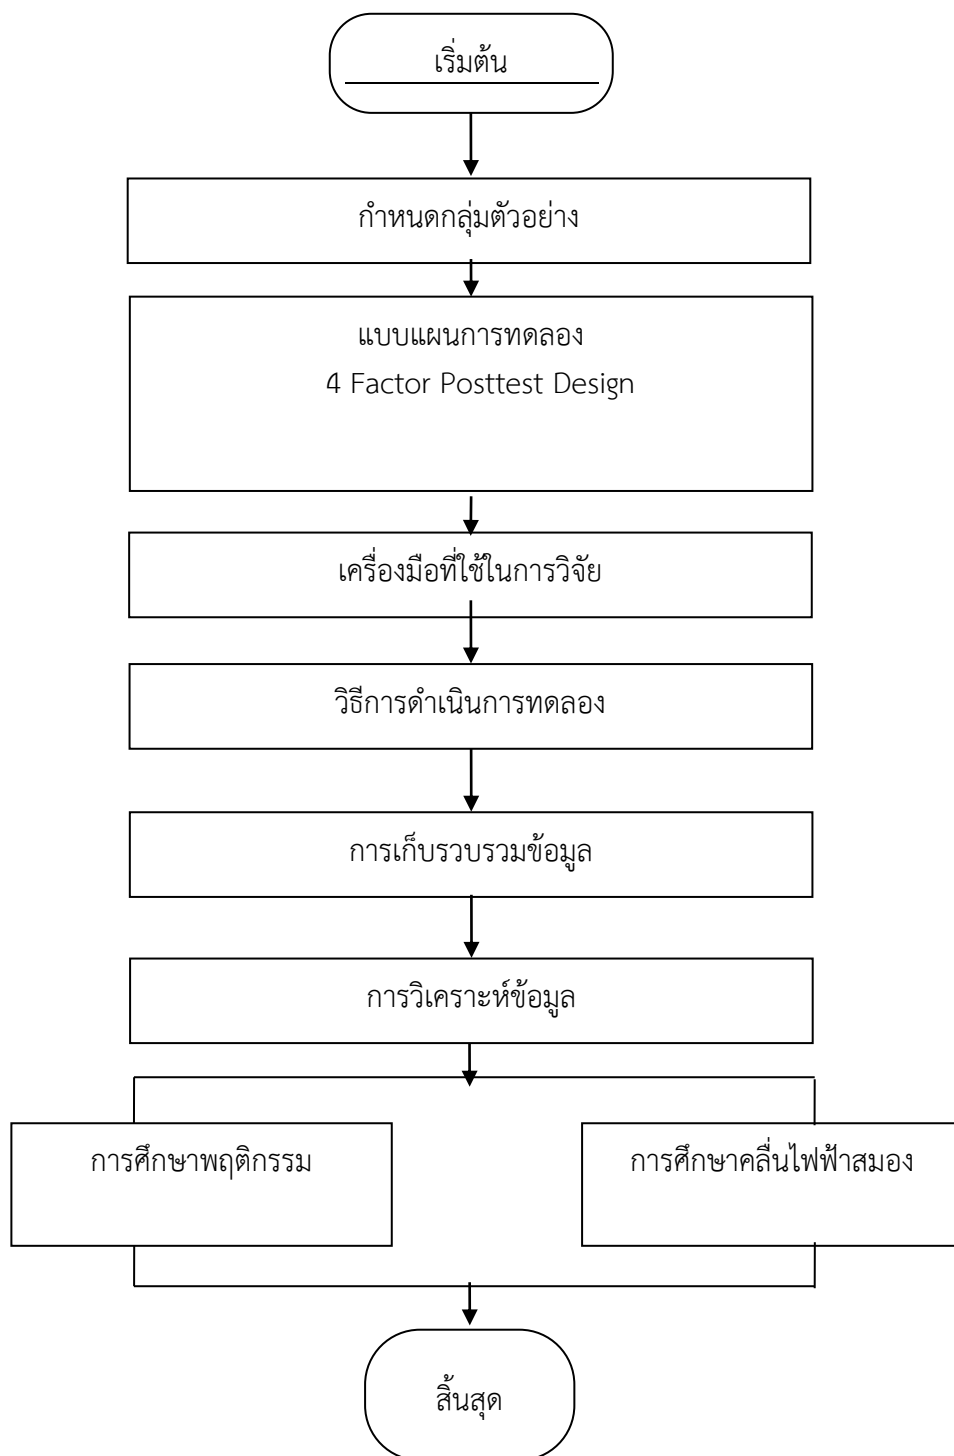 เริ่มต้น
กำหนดกลุ่มตัวอย่าง
แบบแผนการทดลอง
4 Factor Posttest Design
เครื่องมือที่ใช้ในการวิจัย
วิธีการดำเนินการทดลอง
การเก็บรวบรวมข้อมูล
การวิเคราะห์ข้อมูล
การศึกษาพฤติกรรม
การศึกษาคลื่นไฟฟ้าสมอง
สิ้นสุด